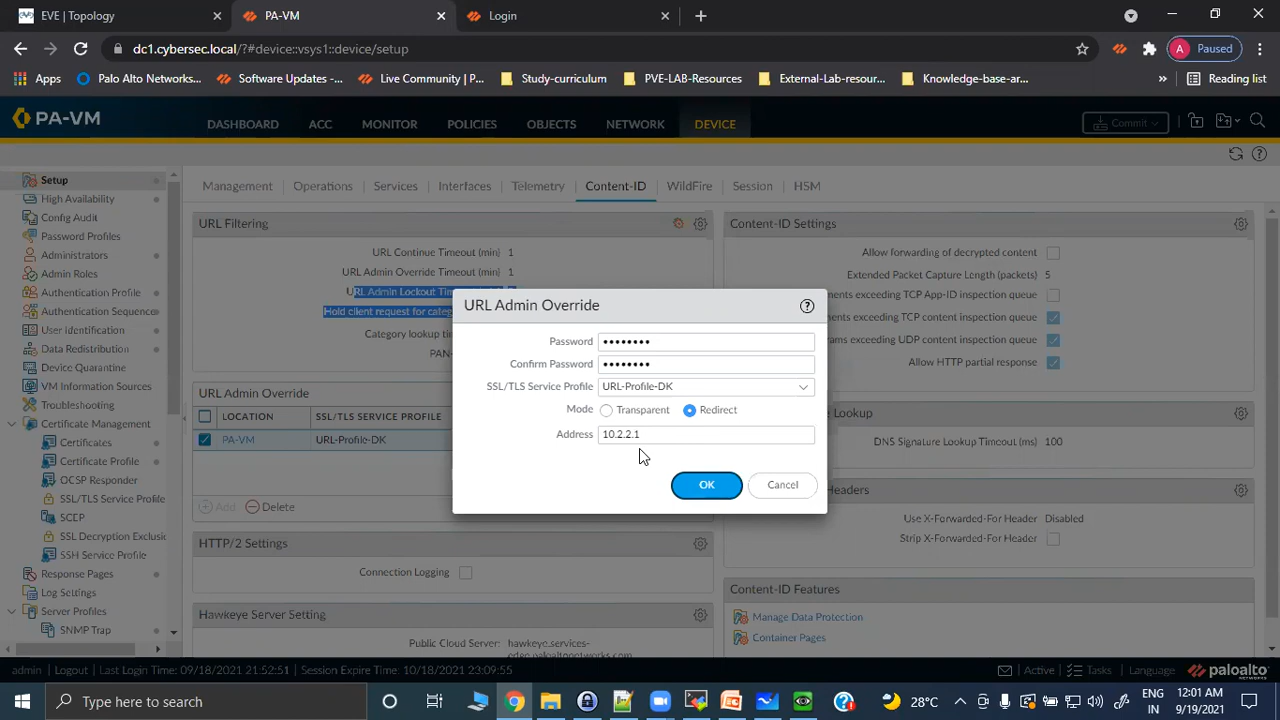 EVE | Topology
PA-VM
Login
dc1.cybersec.local/?#device::vsys1::device/setup
A Paused
Apps
Palo Alto Networks...
Software Updates -...
Live Community | P...
Study-curriculum
PVE-LAB-Resources
External-Lab-resour...
Knowledge-base-ar...
»
Reading list
PA-VM
DASHBOARD
ACC
MONITOR
POLICIES
OBJECTS
NETWORK
DEVICE
Commit
Setup
High Availability
Config Audit
Password Profiles
Administrators
Admin Roles
Authentication Profile
Authentication Sequence
User Identification
Data Redistribution
Device Quarantine
VM Information Sources
Troubleshooting
Certificate Management
Certificates
Certificate Profile
OCSP Responder
SSL/TLS Service Profile
SCEP
SSL Decryption Exclusio
SSH Service Profile
Response Pages
Log Settings
Server Profiles
SNMP Trap
Management
Operations
Services
Interfaces
Telemetry
Content-ID
WildFire
Session
HSM
URL Filtering
URL Continue Timeout (min) 1
URL Admin Override Timeout (min) 1
URL Admin Lockout Tim
Hold client request for categ
Category lookup tim
PAN-
URL Admin Override
LOCATION
SSL/TLS SERVICE PROFILE
PA-VM
URL-Profile-DK
Add
Delete
HTTP/2 Settings
Connection Logging
Hawkeye Server Setting
Public Cloud Server: hawkeye.services-
edge.paloaltonetworks.com
Content-ID Settings
Allow forwarding of decrypted content
Extended Packet Capture Length (packets) 5
ments exceeding TCP App-ID inspection queue
ments exceeding TCP content inspection queue
rams exceeding UDP content inspection queue
Allow HTTP partial response
e Lookup
DNS Signature Lookup Timeout (ms) 100
Headers
Use X-Forwarded-For Header Disabled
Strip X-Forwarded-For Header
Content-ID Features
Manage Data Protection
Container Pages
URL Admin Override
Password ••••••••
Confirm Password ••••••••
SSL/TLS Service Profile URL-Profile-DK
Mode Transparent Redirect
Address 10.2.2.1
OK
Cancel
admin | Logout | Last Login Time: 09/18/2021 21:52:51 | Session Expire Time: 10/18/2021 23:09:55
Active
Tasks
Language
paloalto
NETWORKS
Type here to search
28°C
ENG
IN
12:01 AM
9/19/2021